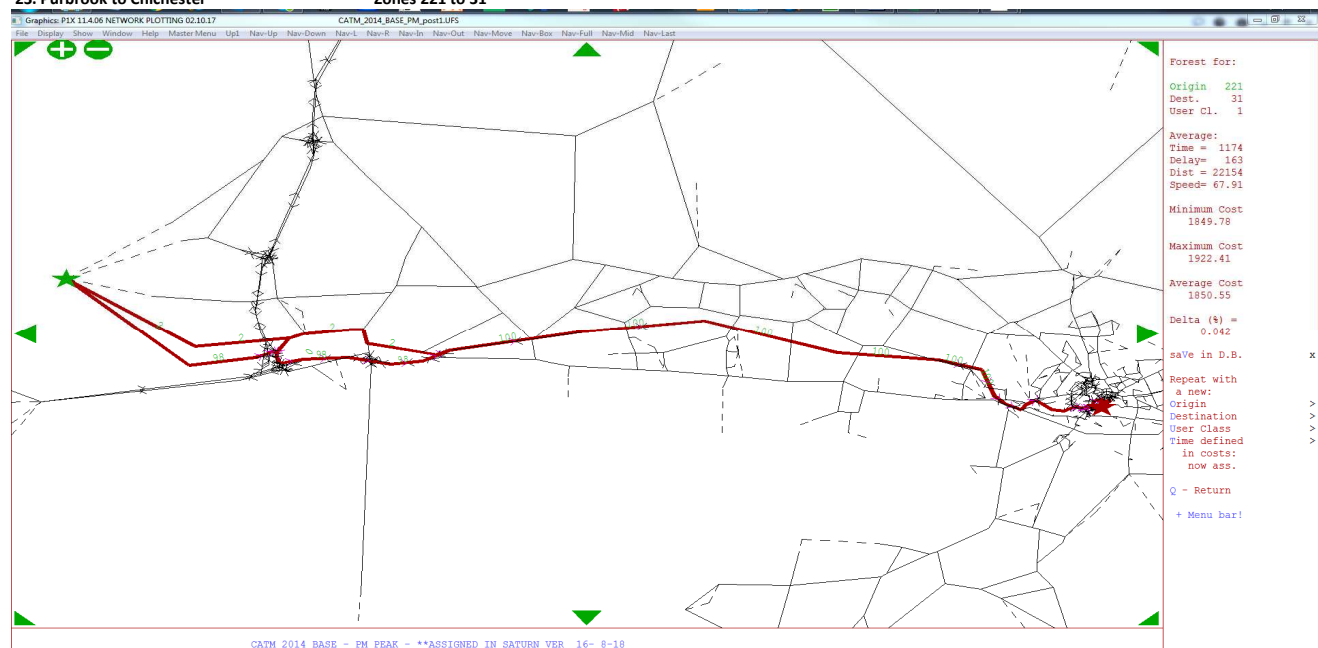 23. Purbrook to Chichester Zones 221 to 31
Graphics: P1X 11.4.06 NETWORK PLOTTING 02.10.17 CATM_2014_BASE_PM_post1.UFS
File Display Show Window Help Master Menu Up1 Nav-Up Nav-Down Nav-L Nav-R Nav-In Nav-Out Nav-Move Nav-Box Nav-Full Nav-Mid Nav-Last
Forest for:
Origin 221
Dest. 31
User Cl. 1
Average:
Time = 1174
Delay= 163
Dist = 22154
Speed= 67.91
Minimum Cost
1849.78
Maximum Cost
1922.41
Average Cost
1850.55
Delta (%) =
0.042
saVe in D.B. x
Repeat with
a new:
Origin >
Destination >
User Class >
Time defined >
in costs:
now ass.
Q - Return
+ Menu bar!
2
2
2
2
98
98
98
100
100
100
100
100
CATM 2014 BASE - PM PEAK - **ASSIGNED IN SATURN VER 16- 8-18